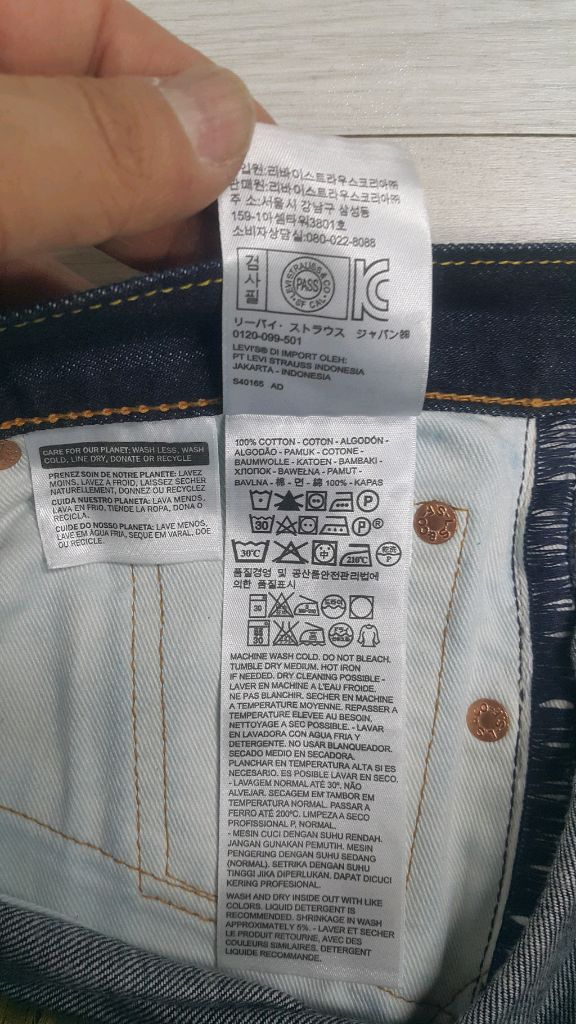 입원:리바이스트라우스코리아㈜
판매원:리바이스트라우스코리아㈜
주 소:서울시 강남구 삼성동
159-1아셈타워3801호
소비자상담실:080-022-8088
검사필
LEVI STRAUSS & CO
PASS
SF CAL
リーバイ・ストラウス ジャパン㈱
0120-099-501
LEVI'S® DI IMPORT OLEH:
PT LEVI STRAUSS INDONESIA
JAKARTA - INDONESIA
S40165 AD
CARE FOR OUR PLANET: WASH LESS, WASH
COLD, LINE DRY, DONATE OR RECYCLE
PRENEZ SOIN DE NOTRE PLANETE: LAVEZ
MOINS, LAVEZ A FROID, LAISSEZ SECHER
NATURELLEMENT, DONNEZ OU RECYCLEZ
CUIDA NUESTRO PLANETA: LAVA MENOS,
LAVA EN FRIO, TIENDE LA ROPA, DONA O
RECICLA.
CUIDE DO NOSSO PLANETA: LAVE MENOS,
LAVE EM ÁGUA FRIA, SEQUE EM VARAL, DOE
OU RECICLE.
100% COTTON - COTON - ALGODÓN -
ALGODÃO - PAMUK - COTONE -
BAUMWOLLE - KATOEN - BAMBAKI -
ХЛОПОК - BAWEŁNA - PAMUT -
BAVLNA - 棉 - 면 - 綿 100% - KAPAS
P
30 P ®
30℃ 中 210℃
품질경영 및 공산품안전관리법에
의한 품질표시
30
30
MACHINE WASH COLD. DO NOT BLEACH.
TUMBLE DRY MEDIUM. HOT IRON
IF NEEDED. DRY CLEANING POSSIBLE -
LAVER EN MACHINE A L'EAU FROIDE.
NE PAS BLANCHIR. SECHER EN MACHINE
A TEMPERATURE MOYENNE. REPASSER A
TEMPERATURE ELEVEE AU BESOIN,
NETTOYAGE A SEC POSSIBLE. - LAVAR
EN LAVADORA CON AGUA FRIA Y
DETERGENTE. NO USAR BLANQUEADOR.
SECADO MEDIO EN SECADORA.
PLANCHAR EN TEMPERATURA ALTA SI ES
NECESARIO. ES POSIBLE LAVAR EN SECO.
- LAVAGEM NORMAL ATÉ 30º. NÃO
ALVEJAR. SECAGEM EM TAMBOR EM
TEMPERATURA NORMAL. PASSAR A
FERRO ATÉ 200ºC. LIMPEZA A SECO
PROFISSIONAL P, NORMAL.
- MESIN CUCI DENGAN SUHU RENDAH.
JANGAN GUNAKAN PEMUTIH. MESIN
PENGERING DENGAN SUHU SEDANG
(NORMAL). SETRIKA DENGAN SUHU
TINGGI JIKA DIPERLUKAN. DAPAT DICUCI
KERING PROFESIONAL.
WASH AND DRY INSIDE OUT WITH LIKE
COLORS. LIQUID DETERGENT IS
RECOMMENDED. SHRINKAGE IN WASH
APPROXIMATELY 5%. - LAVER ET SECHER
LE PRODUIT RETOURNE, AVEC DES
COULEURS SIMILAIRES. DETERGENT
LIQUIDE RECOMMANDE.